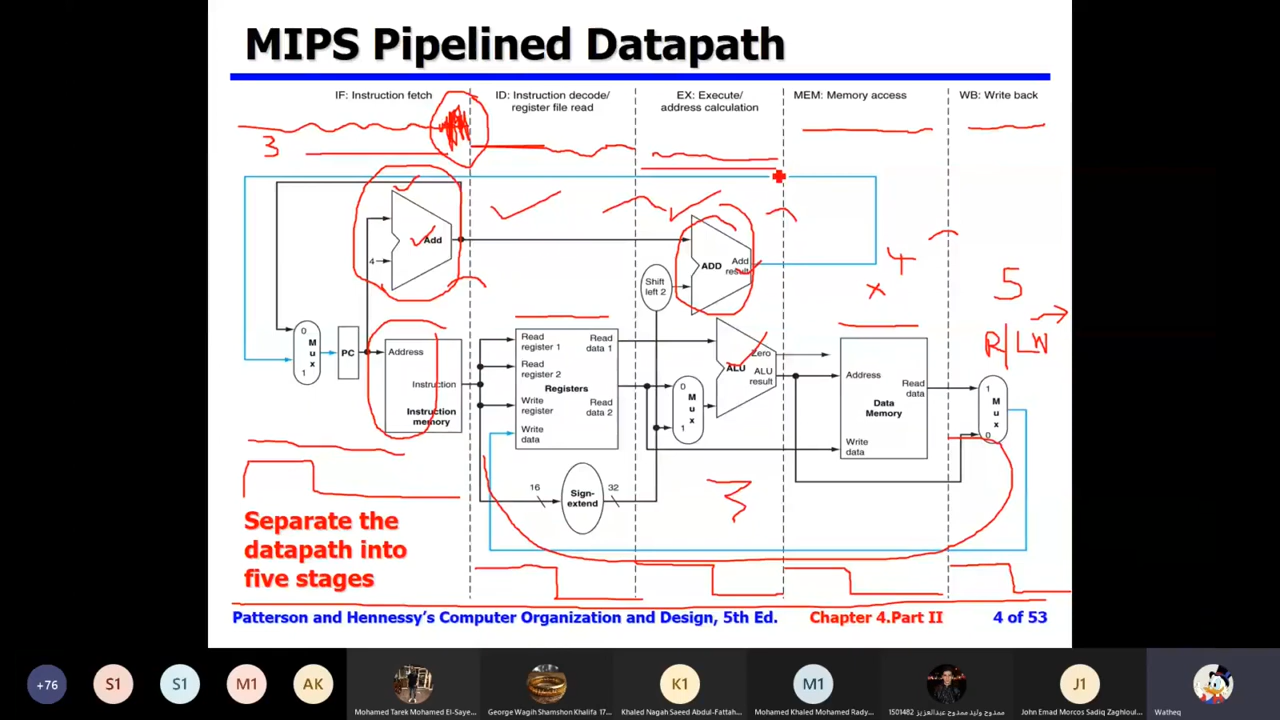 MIPS Pipelined Datapath
IF: Instruction fetch
ID: Instruction decode/
register file read
EX: Execute/
address calculation
MEM: Memory access
WB: Write back
3
Add
4
ADD
Add
result
Shift
left 2
4
x
5
R/LW
0
M
u
x
1
PC
Address
Instruction
Instruction
memory
Read
register 1
Read
data 1
Read
register 2
Registers
Write
register
Read
data 2
Write
data
0
M
u
x
1
Zero
ALU
ALU
result
Address
Read
data
Data
Memory
Write
data
1
M
u
x
0
16
Sign-
extend
32
3
Separate the
datapath into
five stages
Patterson and Hennessy's Computer Organization and Design, 5th Ed.
Chapter 4.Part II
4 of 53
+76
S1
S1
M1
AK
Mohamed Tarek Mohamed El-Saye...
George Wagih Shamshon Khalifa 17...
K1
Khaled Nagah Saeed Abdul-Fattah...
M1
Mohamed Khaled Mohamed Rady...
ممدوح وليد ممدوح عبدالعزيز 1501482
J1
John Emad Morcos Sadiq Zaghloul...
Watheq